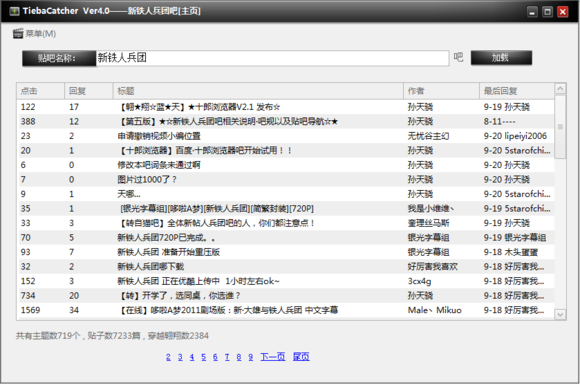 TiebaCatcher Ver4.0——新铁人兵团吧[主页]
菜单(M)
贴吧名称： 新铁人兵团 吧 加载
点击 回复 标题 作者 最后回复
122 17 【翱★翔☆蓝★天】★十郎浏览器V2.1 发布☆ 孙天骁 9-19 孙天骁
388 12 【第五版】★☆新铁人兵团吧相关说明-吧规以及贴吧导航☆★ 孙天骁 8-11----
23 2 申请撤销视频小编位置 无忧谷主幻 9-20 lipeiyi2006
20 1 【十郎浏览器】百度·十郎浏览器吧开始试用！！ 孙天骁 9-20 5starofchi...
6 0 修改本吧词条未通过啊 孙天骁 9-20 孙天骁
7 0 图片过1000了？ 孙天骁 9-20 孙天骁
9 1 天哪... 孙天骁 9-20 5starofchi...
35 1 [银光字幕组][哆啦A梦][新铁人兵团][简繁封装][720P] 我是小维维丶 9-19 5starofchi...
33 3 【转自猫吧】全体新帖人兵团吧的人，你们都注意点！ 奎理丝马斯 9-19 孙天骁
70 5 新铁人兵团720P已完成。。 银光字幕组 9-19 银光字幕组
93 7 新铁人兵团 准备开始重压版 银光字幕组 9-18 木头蜜蜜
32 2 新铁人兵团哪下载 好厉害我喜欢 9-18 好厉害我...
152 3 新铁人兵团 正在优酷上传中 1小时左右ok~ 3cx4g 9-18 好厉害我...
734 20 【转】开学了，选同桌，你选谁？ 孙天骁 9-18 好厉害我...
1569 34 【在线】哆啦A梦2011剧场版：新·大雄与铁人兵团 中文字幕 Male丶Mikuo 9-18 好厉害我...
共有主题数719个，贴子数7233篇，穿越翱翔数2384
2 3 4 5 6 7 8 9 下一页 尾页